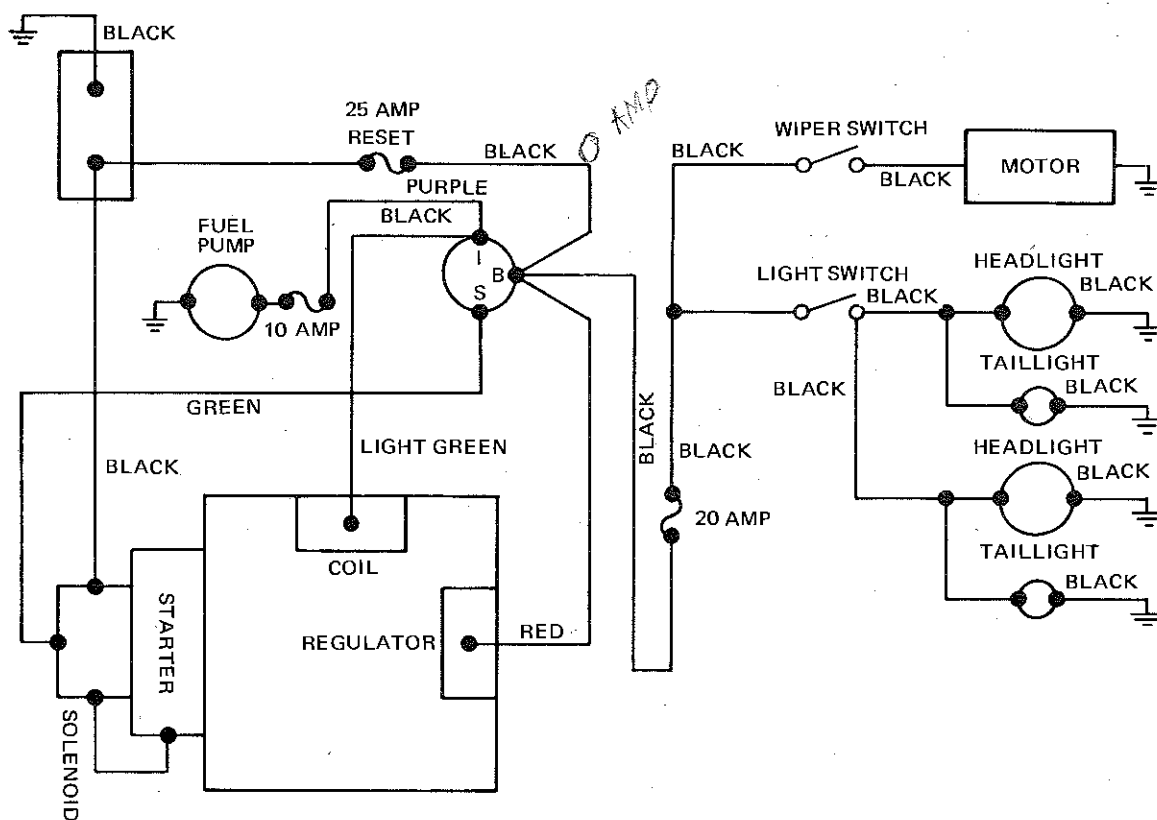 BLACK
25 AMP
RESET
BLACK
O AMP
PURPLE
BLACK
FUEL
PUMP
10 AMP
I
B
S
GREEN
LIGHT GREEN
BLACK
COIL
STARTER
SOLENOID
REGULATOR
RED
BLACK
BLACK
20 AMP
BLACK
WIPER SWITCH
BLACK
MOTOR
LIGHT SWITCH
BLACK
HEADLIGHT
BLACK
TAILLIGHT
BLACK
BLACK
HEADLIGHT
BLACK
TAILLIGHT
BLACK